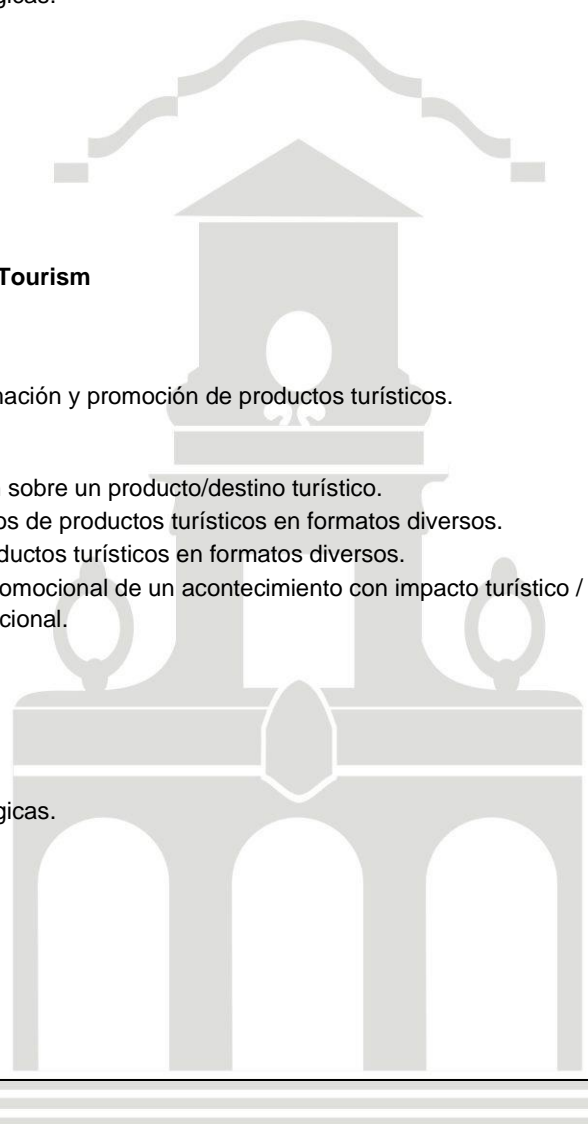 gicas.
Tourism
nación y promoción de productos turísticos.
sobre un producto/destino turístico.
os de productos turísticos en formatos diversos.
ductos turísticos en formatos diversos.
omocional de un acontecimiento con impacto turístico /
cional.
gicas.